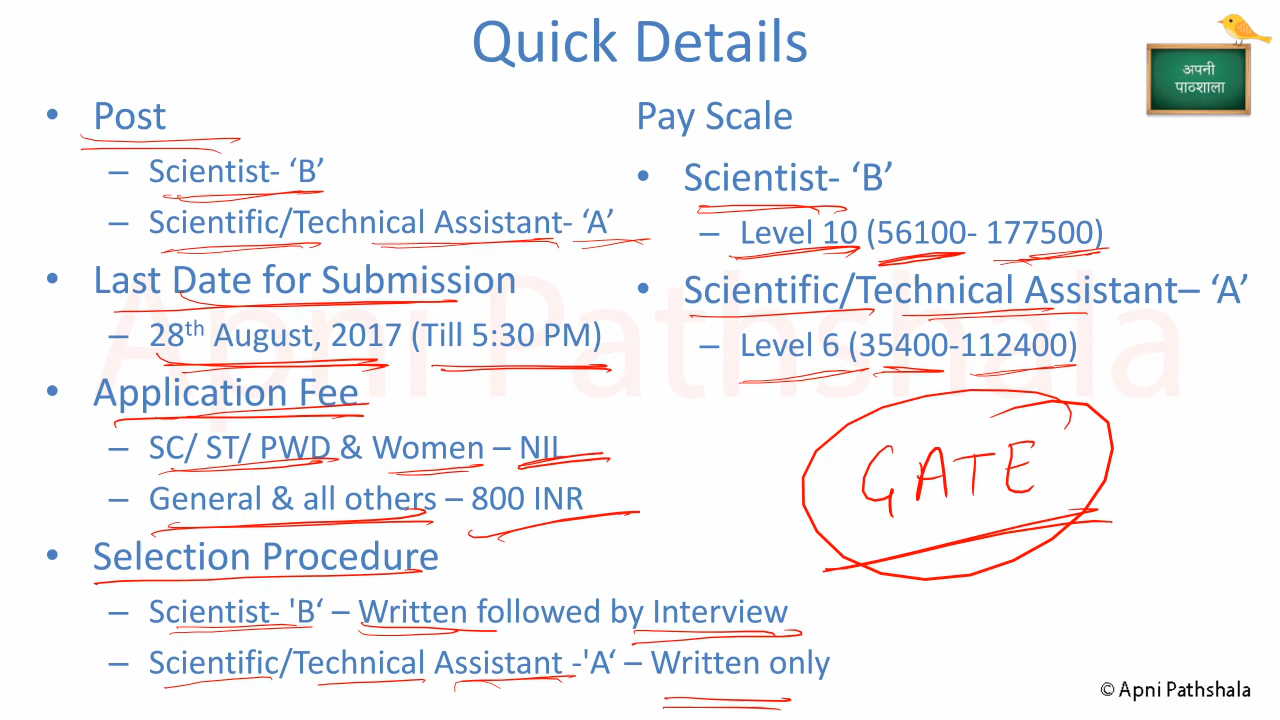 Quick Details
अपनी
पाठशाला
• Post
– Scientist- ‘B’
– Scientific/Technical Assistant- ‘A’
• Last Date for Submission
– 28th August, 2017 (Till 5:30 PM)
• Application Fee
– SC/ ST/ PWD & Women – NIL
– General & all others – 800 INR
• Selection Procedure
– Scientist- 'B‘ – Written followed by Interview
– Scientific/Technical Assistant -'A‘ – Written only
Pay Scale
• Scientist- ‘B’
– Level 10 (56100- 177500)
• Scientific/Technical Assistant– ‘A’
– Level 6 (35400-112400)
GATE
Apni Pathshala
© Apni Pathshala